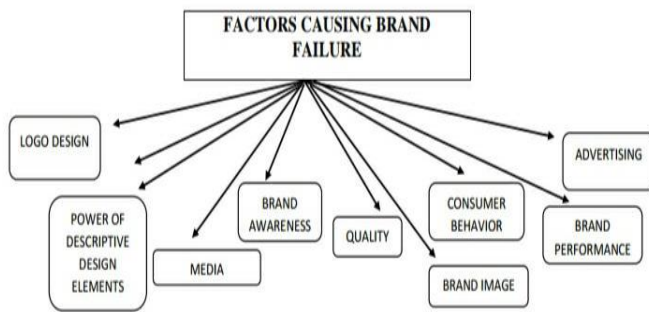 FACTORS CAUSING BRAND
FAILURE
LOGO DESIGN
POWER OF
DESCRIPTIVE
DESIGN
ELEMENTS
MEDIA
BRAND
AWARENESS
QUALITY
BRAND IMAGE
CONSUMER
BEHAVIOR
BRAND
PERFORMANCE
ADVERTISING